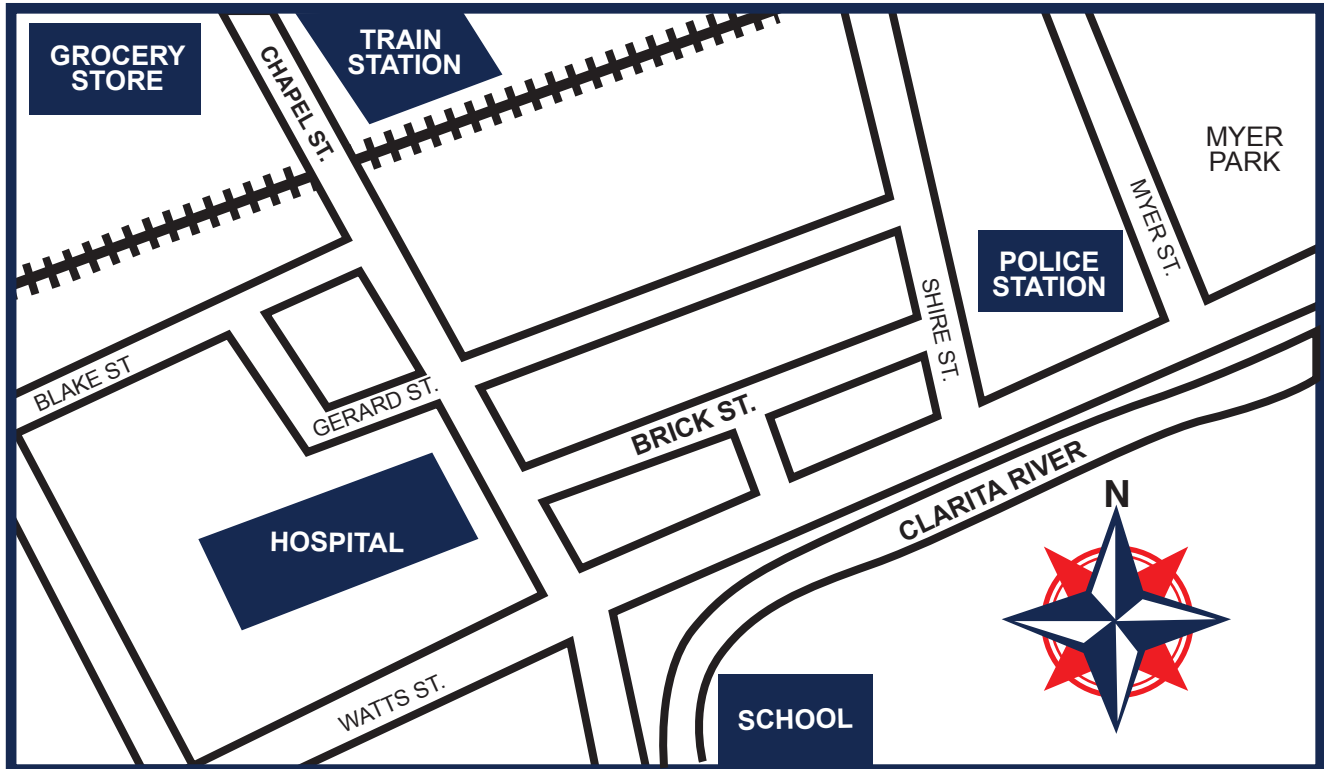 GROCERY
STORE
CHAPEL ST.
TRAIN
STATION
MYER
PARK
MYER ST.
POLICE
STATION
SHIRE ST.
BLAKE ST
GERARD ST.
BRICK ST.
HOSPITAL
CLARITA RIVER
N
WATTS ST.
SCHOOL